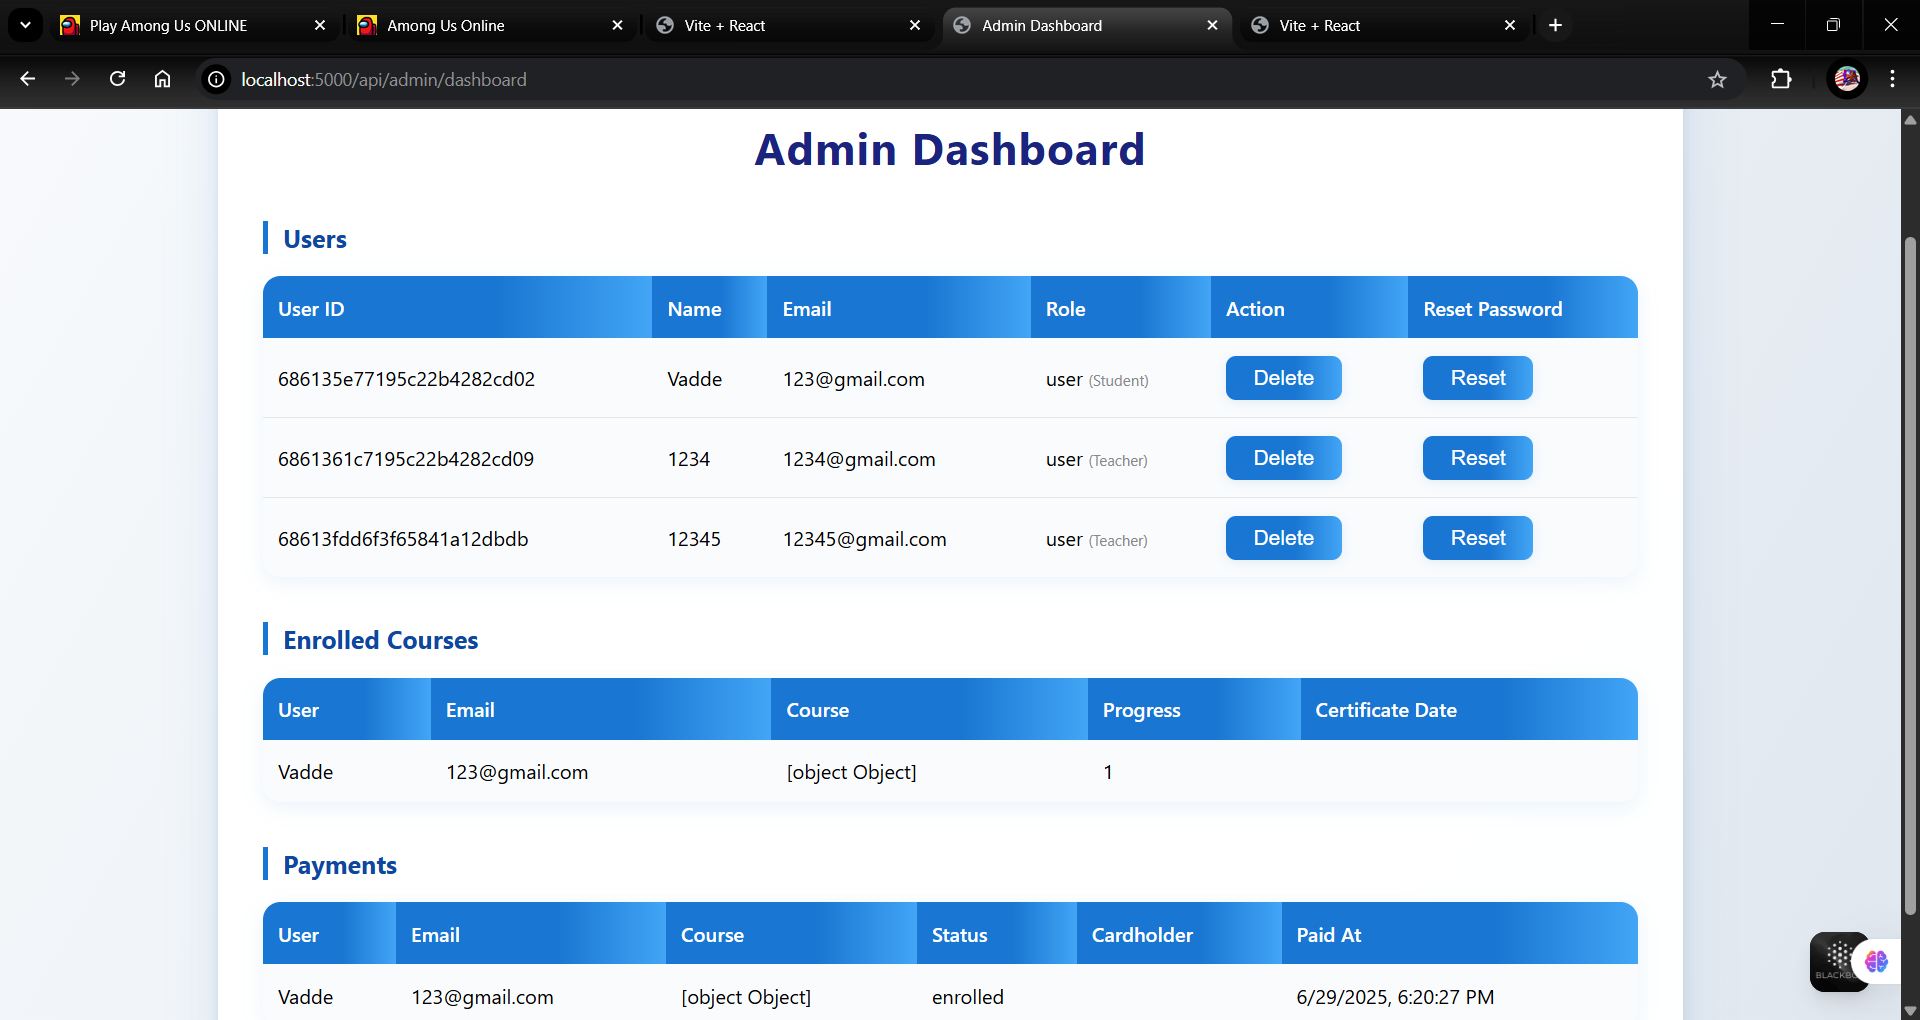 Play Among Us ONLINE
Among Us Online
Vite + React
Admin Dashboard
Vite + React
localhost:5000/api/admin/dashboard
Admin Dashboard
Users
User ID Name Email Role Action Reset Password
686135e77195c22b4282cd02 Vadde 123@gmail.com user (Student) Delete Reset
6861361c7195c22b4282cd09 1234 1234@gmail.com user (Teacher) Delete Reset
68613fdd6f3f65841a12dbdb 12345 12345@gmail.com user (Teacher) Delete Reset
Enrolled Courses
User Email Course Progress Certificate Date
Vadde 123@gmail.com [object Object] 1
Payments
User Email Course Status Cardholder Paid At
Vadde 123@gmail.com [object Object] enrolled 6/29/2025, 6:20:27 PM